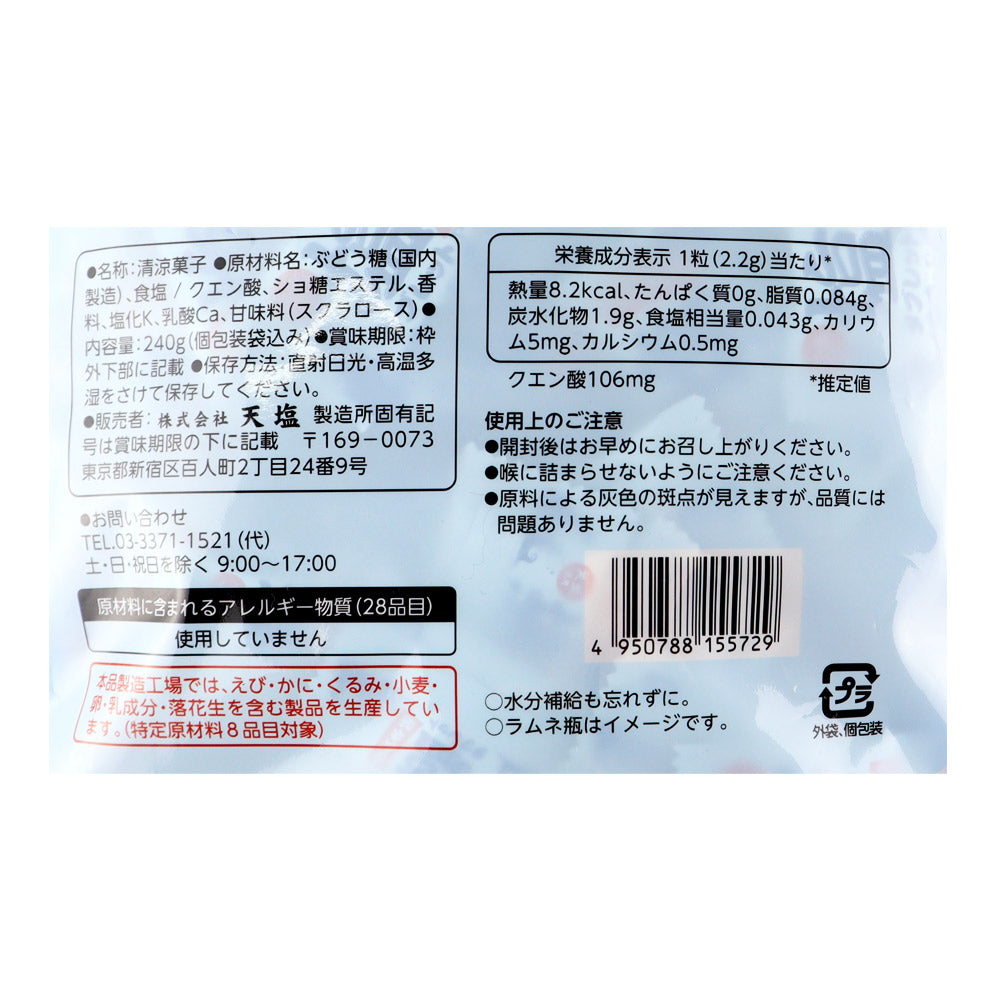 ●名称：清涼菓子 ●原材料名：ぶどう糖（国内
製造）、食塩 / クエン酸、ショ糖エステル、香
料、塩化K、乳酸Ca、甘味料（スクラロース）●
内容量：240g（個包装袋込み）●賞味期限：枠
外下部に記載 ●保存方法：直射日光・高温多
湿をさけて保存してください。
●販売者：株式会社 天塩 製造所固有記
号は賞味期限の下に記載 〒169－0073
東京都新宿区百人町2丁目24番9号
●お問い合わせ
TEL.03-3371-1521（代）
土・日・祝日を除く 9:00～17:00
原材料に含まれるアレルギー物質（28品目）
使用していません
本品製造工場では、えび・かに・くるみ・小麦・
卵・乳成分・落花生を含む製品を生産してい
ます。（特定原材料８品目対象）
栄養成分表示 1粒（2.2g）当たり*
熱量8.2kcal、たんぱく質0g、脂質0.084g、
炭水化物1.9g、食塩相当量0.043g、カリウ
ム5mg、カルシウム0.5mg
クエン酸106mg *推定値
使用上のご注意
●開封後はお早めにお召し上がりください。
●喉に詰まらせないようにご注意ください。
●原料による灰色の斑点が見えますが、品質には
問題ありません。
4 950788 155729
○水分補給も忘れずに。
○ラムネ瓶はイメージです。
プラ
外袋、個包装